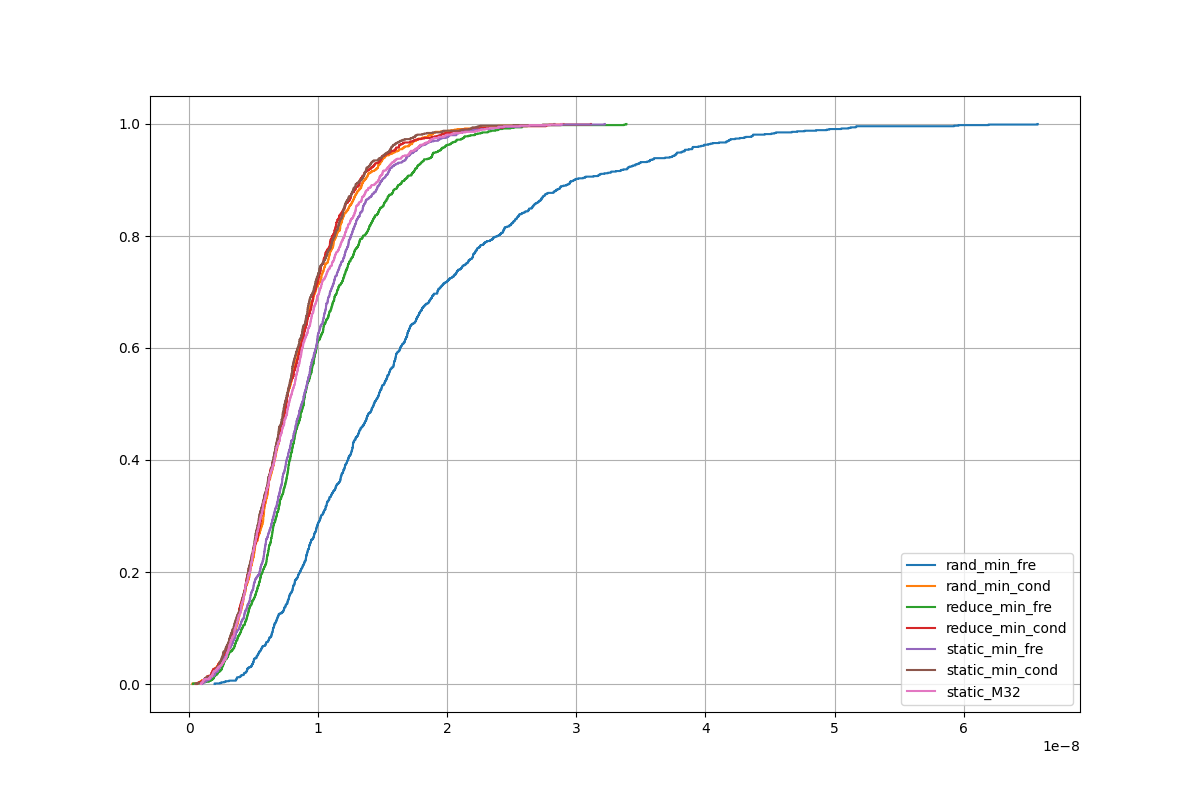 1.0
0.8
0.6
0.4
0.2
0.0
0 1 2 3 4 5 6
1e−8
rand_min_fre
rand_min_cond
reduce_min_fre
reduce_min_cond
static_min_fre
static_min_cond
static_M32